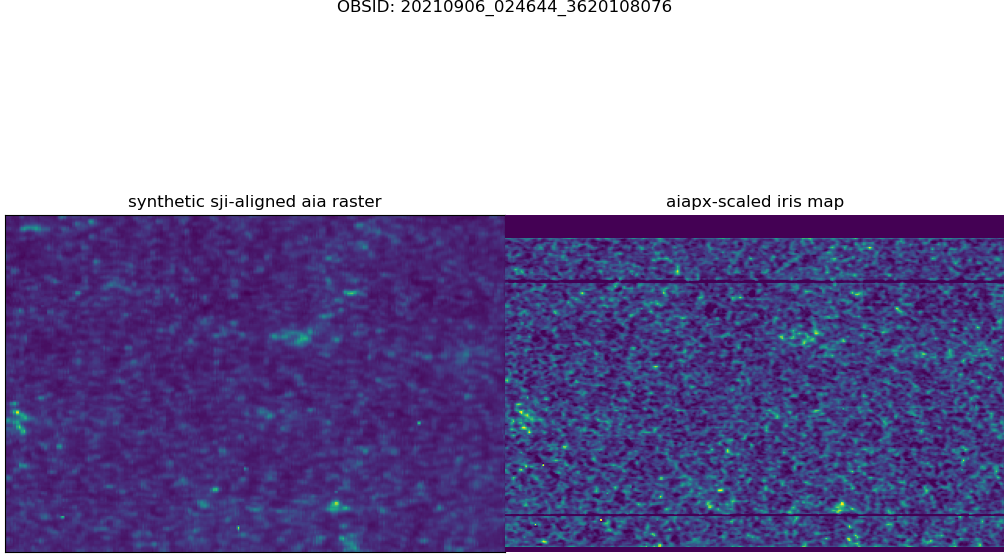 OBSID: 20210906_024644_3620108076
synthetic sji-aligned aia raster
aiapx-scaled iris map